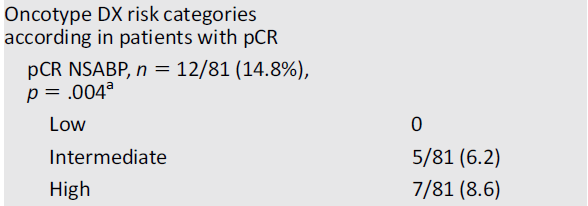 Oncotype DX risk categories
according in patients with pCR
pCR NSABP, n = 12/81 (14.8%),
p = .004a
Low 0
Intermediate 5/81 (6.2)
High 7/81 (8.6)